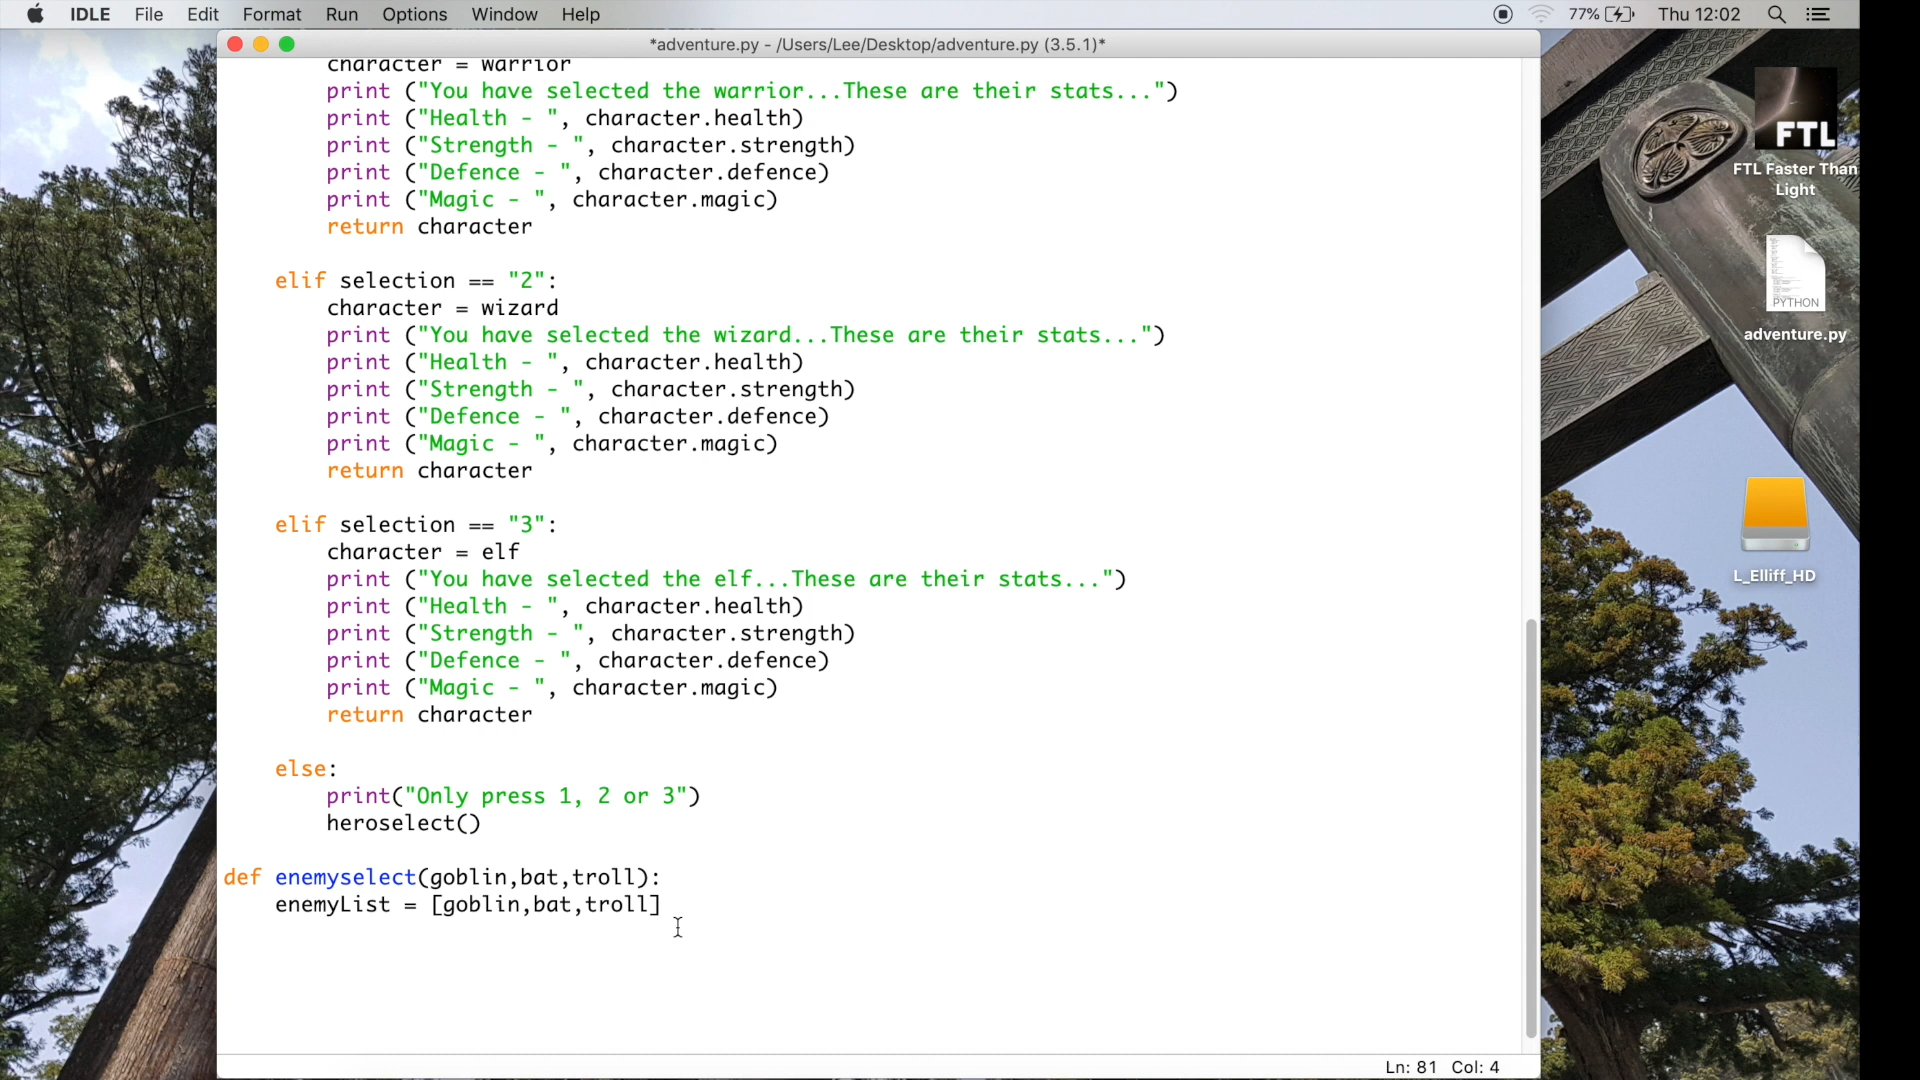 IDLE File Edit Format Run Options Window Help
77% Thu 12:02
*adventure.py - /Users/Lee/Desktop/adventure.py (3.5.1)*
character = warrior
print ("You have selected the warrior...These are their stats...")
print ("Health - ", character.health)
print ("Strength - ", character.strength)
print ("Defence - ", character.defence)
print ("Magic - ", character.magic)
return character
elif selection == "2":
character = wizard
print ("You have selected the wizard...These are their stats...")
print ("Health - ", character.health)
print ("Strength - ", character.strength)
print ("Defence - ", character.defence)
print ("Magic - ", character.magic)
return character
elif selection == "3":
character = elf
print ("You have selected the elf...These are their stats...")
print ("Health - ", character.health)
print ("Strength - ", character.strength)
print ("Defence - ", character.defence)
print ("Magic - ", character.magic)
return character
else:
print("Only press 1, 2 or 3")
heroselect()
def enemyselect(goblin,bat,troll):
enemyList = [goblin,bat,troll]
Ln: 81 Col: 4
FTL
FTL Faster Than
Light
PYTHON
adventure.py
L_Elliff_HD